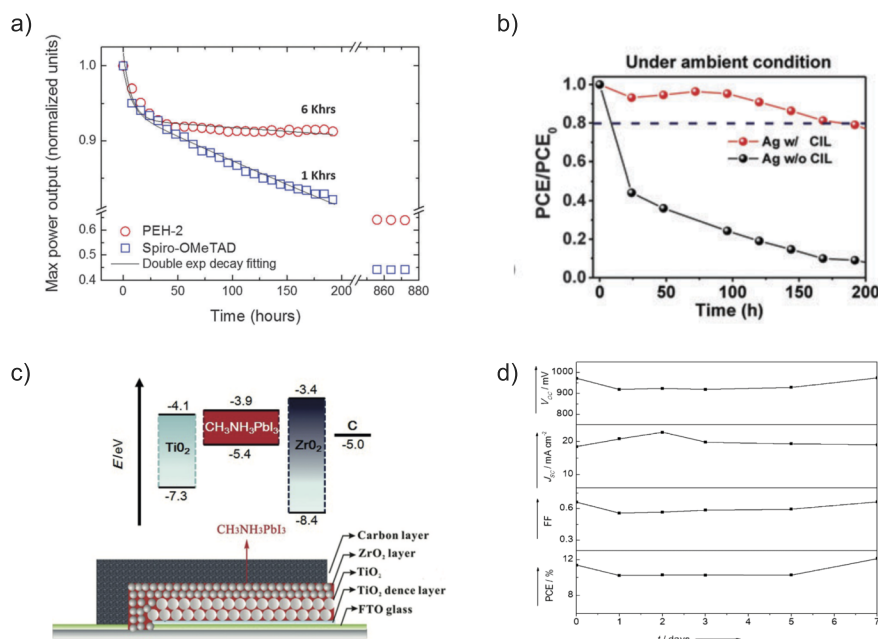 a)
Max power output (normalized units)
1.0
0.9
0.6
0.5
0.4
6 Khrs
1 Khrs
PEH-2
Spiro-OMeTAD
Double exp decay fitting
0 50 100 150 200 860 880
Time (hours)
b)
Under ambient condition
PCE/PCE0
1.0
0.8
0.6
0.4
0.2
0.0
Ag w/ CIL
Ag w/o CIL
0 50 100 150 200
Time (h)
c)
E/eV
-4.1
-3.9
-3.4
TiO2
CH3NH3PbI3
ZrO2
C
-5.0
-5.4
-7.3
-8.4
CH3NH3PbI3
Carbon layer
ZrO2 layer
TiO2
TiO2 dence layer
FTO glass
d)
VOC / mV
1000
900
800
JSC / mA cm-2
20
10
FF
0.6
0.3
PCE / %
12
8
0 1 2 3 4 5 6 7